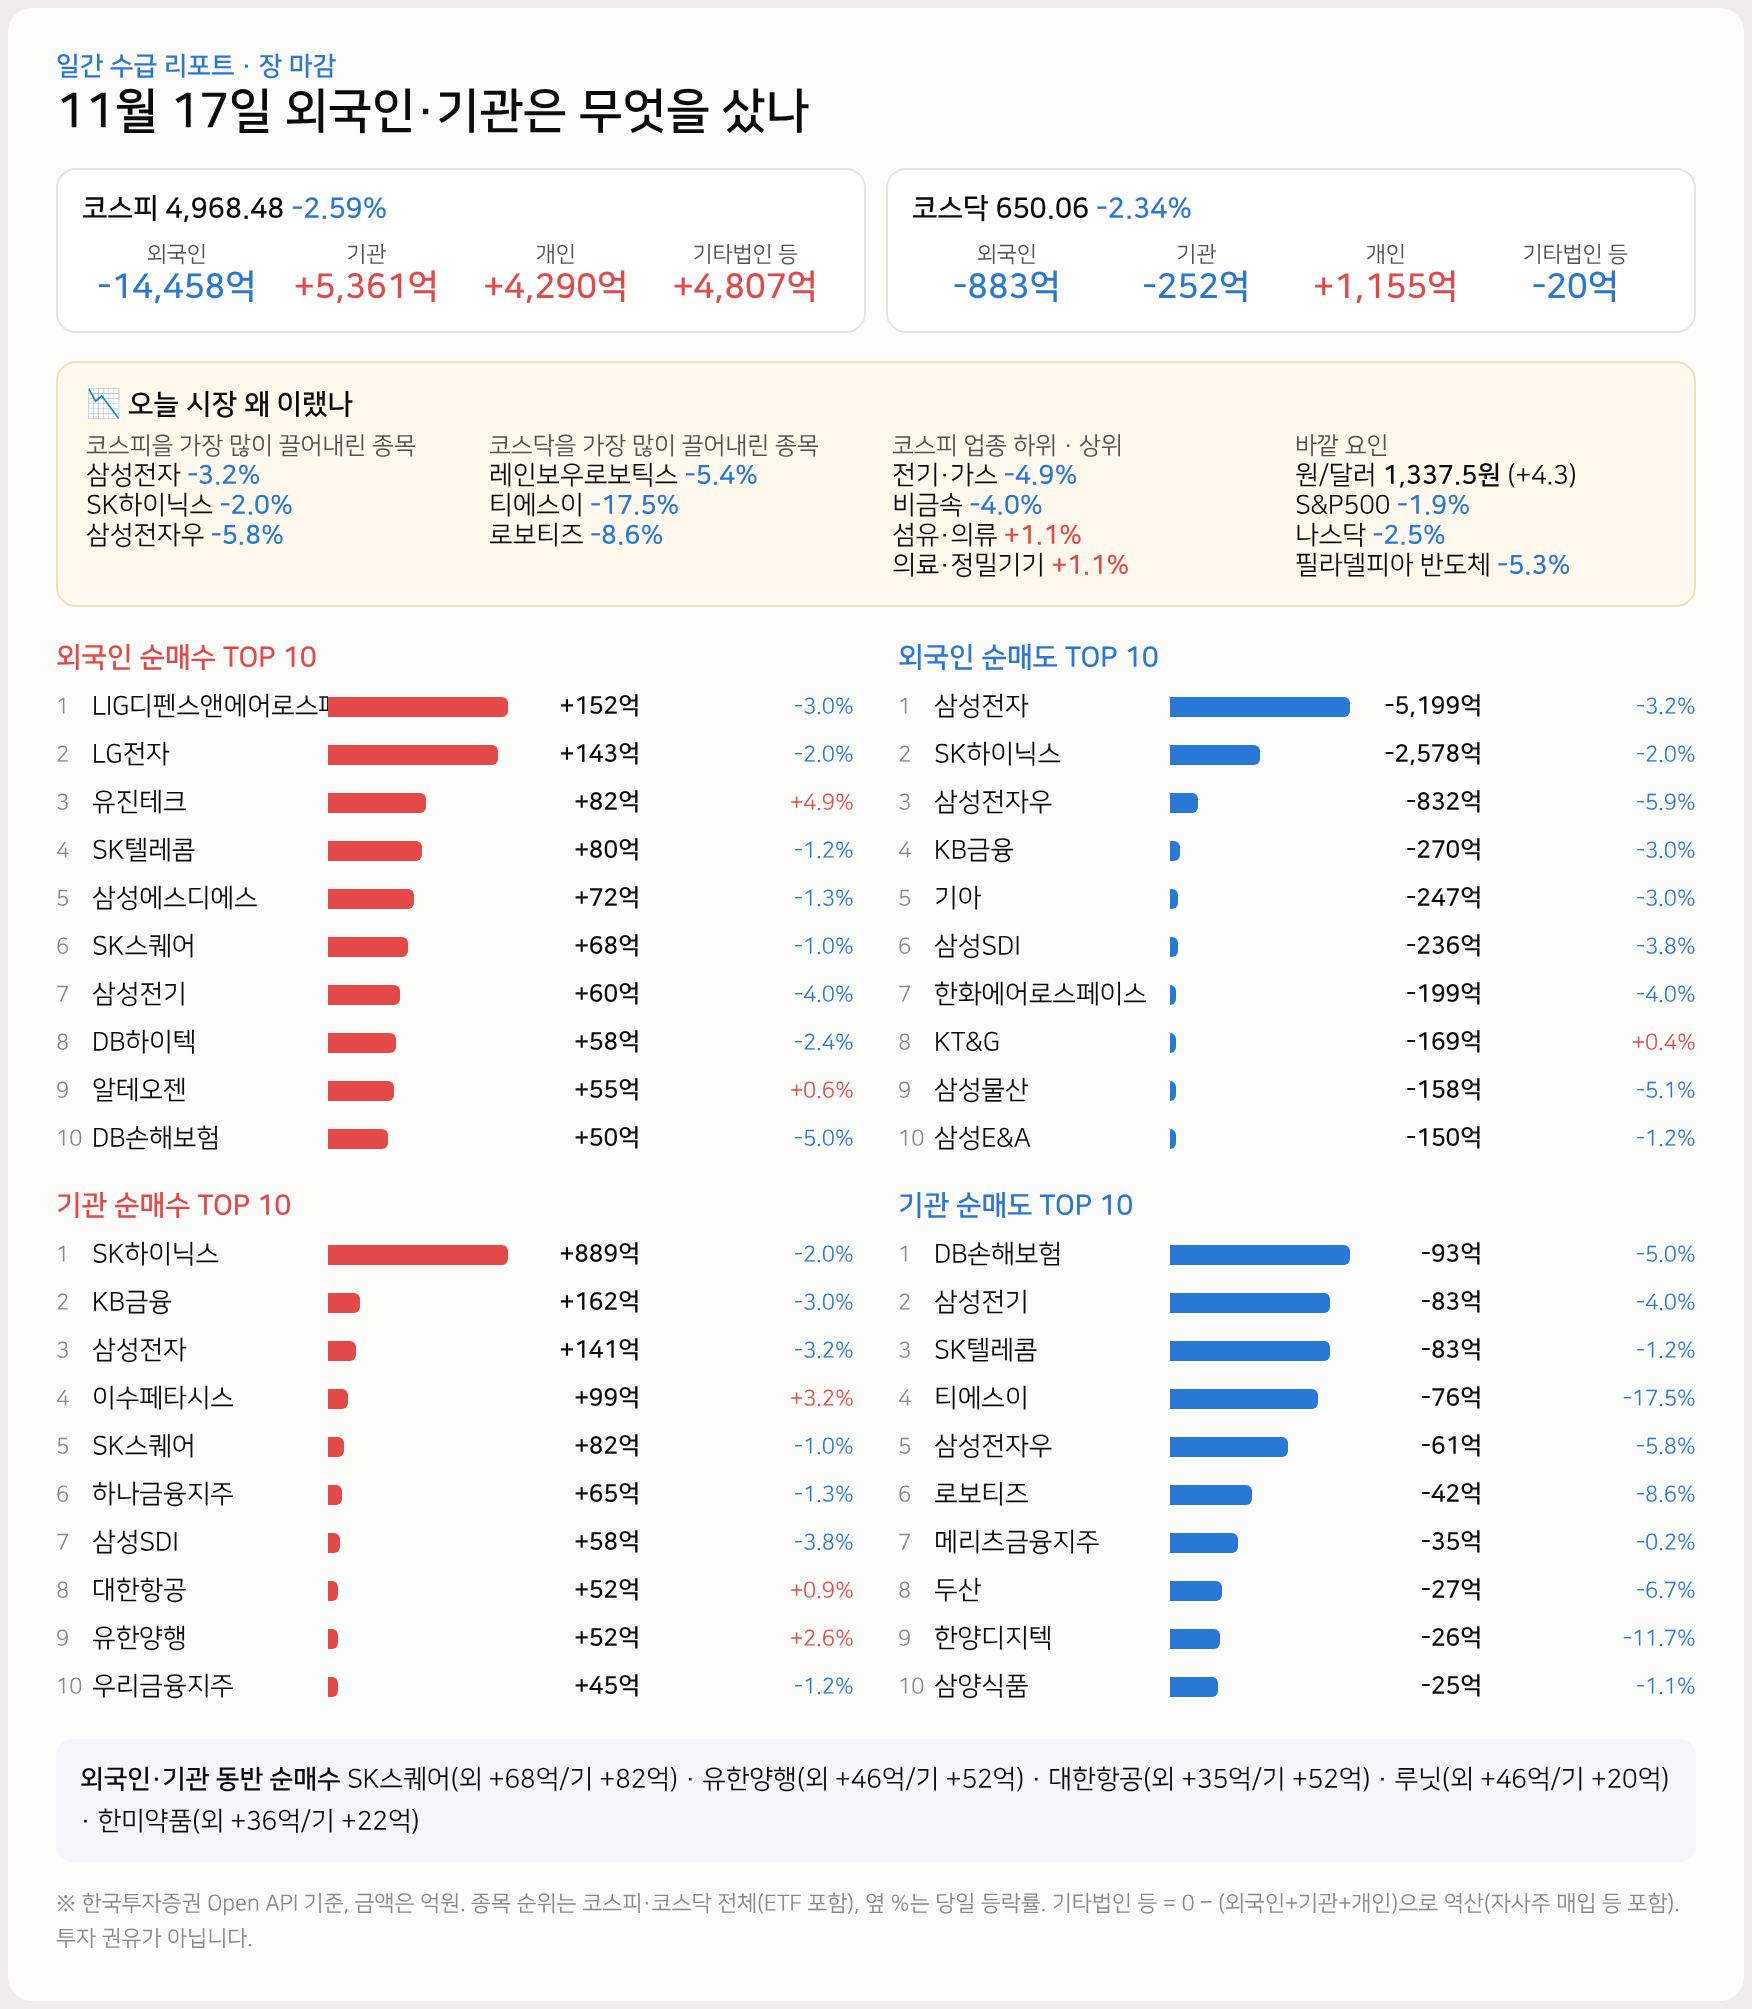 일간 수급 리포트 · 장 마감
11월 17일 외국인·기관은 무엇을 샀나
코스피 4,968.48 -2.59%
외국인 기관 개인 기타법인 등
-14,458억 +5,361억 +4,290억 +4,807억
코스닥 650.06 -2.34%
외국인 기관 개인 기타법인 등
-883억 -252억 +1,155억 -20억
오늘 시장 왜 이랬나
코스피을 가장 많이 끌어내린 종목
삼성전자 -3.2%
SK하이닉스 -2.0%
삼성전자우 -5.8%
코스닥을 가장 많이 끌어내린 종목
레인보우로보틱스 -5.4%
티에스이 -17.5%
로보티즈 -8.6%
코스피 업종 하위 · 상위
전기·가스 -4.9%
비금속 -4.0%
섬유·의류 +1.1%
의료·정밀기기 +1.1%
바깥 요인
원/달러 1,337.5원 (+4.3)
S&P500 -1.9%
나스닥 -2.5%
필라델피아 반도체 -5.3%
외국인 순매수 TOP 10
1 LIG디펜스앤에어로스 +152억 -3.0%
2 LG전자 +143억 -2.0%
3 유진테크 +82억 +4.9%
4 SK텔레콤 +80억 -1.2%
5 삼성에스디에스 +72억 -1.3%
6 SK스퀘어 +68억 -1.0%
7 삼성전기 +60억 -4.0%
8 DB하이텍 +58억 -2.4%
9 알테오젠 +55억 +0.6%
10 DB손해보험 +50억 -5.0%
외국인 순매도 TOP 10
1 삼성전자 -5,199억 -3.2%
2 SK하이닉스 -2,578억 -2.0%
3 삼성전자우 -832억 -5.9%
4 KB금융 -270억 -3.0%
5 기아 -247억 -3.0%
6 삼성SDI -236억 -3.8%
7 한화에어로스페이스 -199억 -4.0%
8 KT&G -169억 +0.4%
9 삼성물산 -158억 -5.1%
10 삼성E&A -150억 -1.2%
기관 순매수 TOP 10
1 SK하이닉스 +889억 -2.0%
2 KB금융 +162억 -3.0%
3 삼성전자 +141억 -3.2%
4 이수페타시스 +99억 +3.2%
5 SK스퀘어 +82억 -1.0%
6 하나금융지주 +65억 -1.3%
7 삼성SDI +58억 -3.8%
8 대한항공 +52억 +0.9%
9 유한양행 +52억 +2.6%
10 우리금융지주 +45억 -1.2%
기관 순매도 TOP 10
1 DB손해보험 -93억 -5.0%
2 삼성전기 -83억 -4.0%
3 SK텔레콤 -83억 -1.2%
4 티에스이 -76억 -17.5%
5 삼성전자우 -61억 -5.8%
6 로보티즈 -42억 -8.6%
7 메리츠금융지주 -35억 -0.2%
8 두산 -27억 -6.7%
9 한양디지텍 -26억 -11.7%
10 삼양식품 -25억 -1.1%
외국인·기관 동반 순매수 SK스퀘어(외 +68억/기 +82억) · 유한양행(외 +46억/기 +52억) · 대한항공(외 +35억/기 +52억) · 루닛(외 +46억/기 +20억)
· 한미약품(외 +36억/기 +22억)
※ 한국투자증권 Open API 기준, 금액은 억원. 종목 순위는 코스피·코스닥 전체(ETF 포함), 옆 %는 당일 등락률. 기타법인 등 = 0 − (외국인+기관+개인)으로 역산(자사주 매입 등 포함).
투자 권유가 아닙니다.